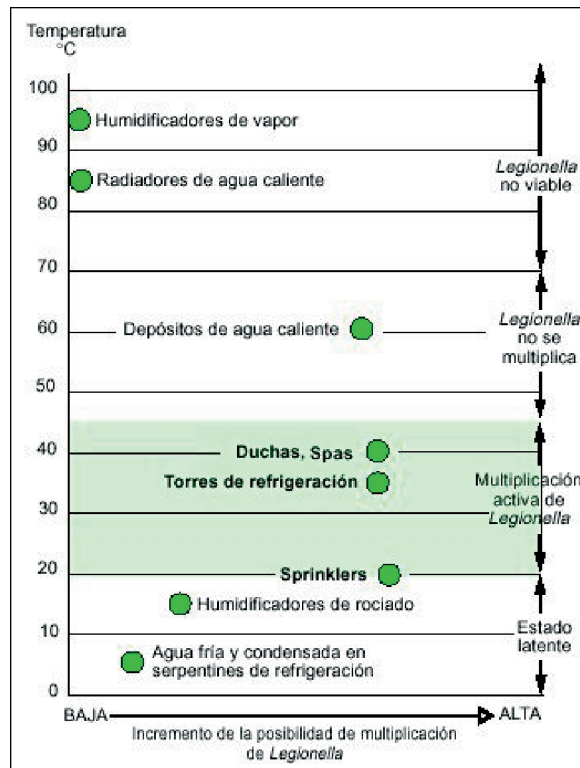 Temperatura
°C
100
Humidificadores de vapor
90
Radiadores de agua caliente
Legionella
no viable
80
70
Depósitos de agua caliente
60
Legionella
no se
multiplica
50
40
Duchas, Spas
Torres de refrigeración
Multiplicación
activa de
Legionella
30
20
Sprinklers
Humidificadores de rociado
10
Estado
latente
Agua fría y condensada en
serpentines de refrigeración
0
BAJA
ALTA
Incremento de la posibilidad de multiplicación
de Legionella